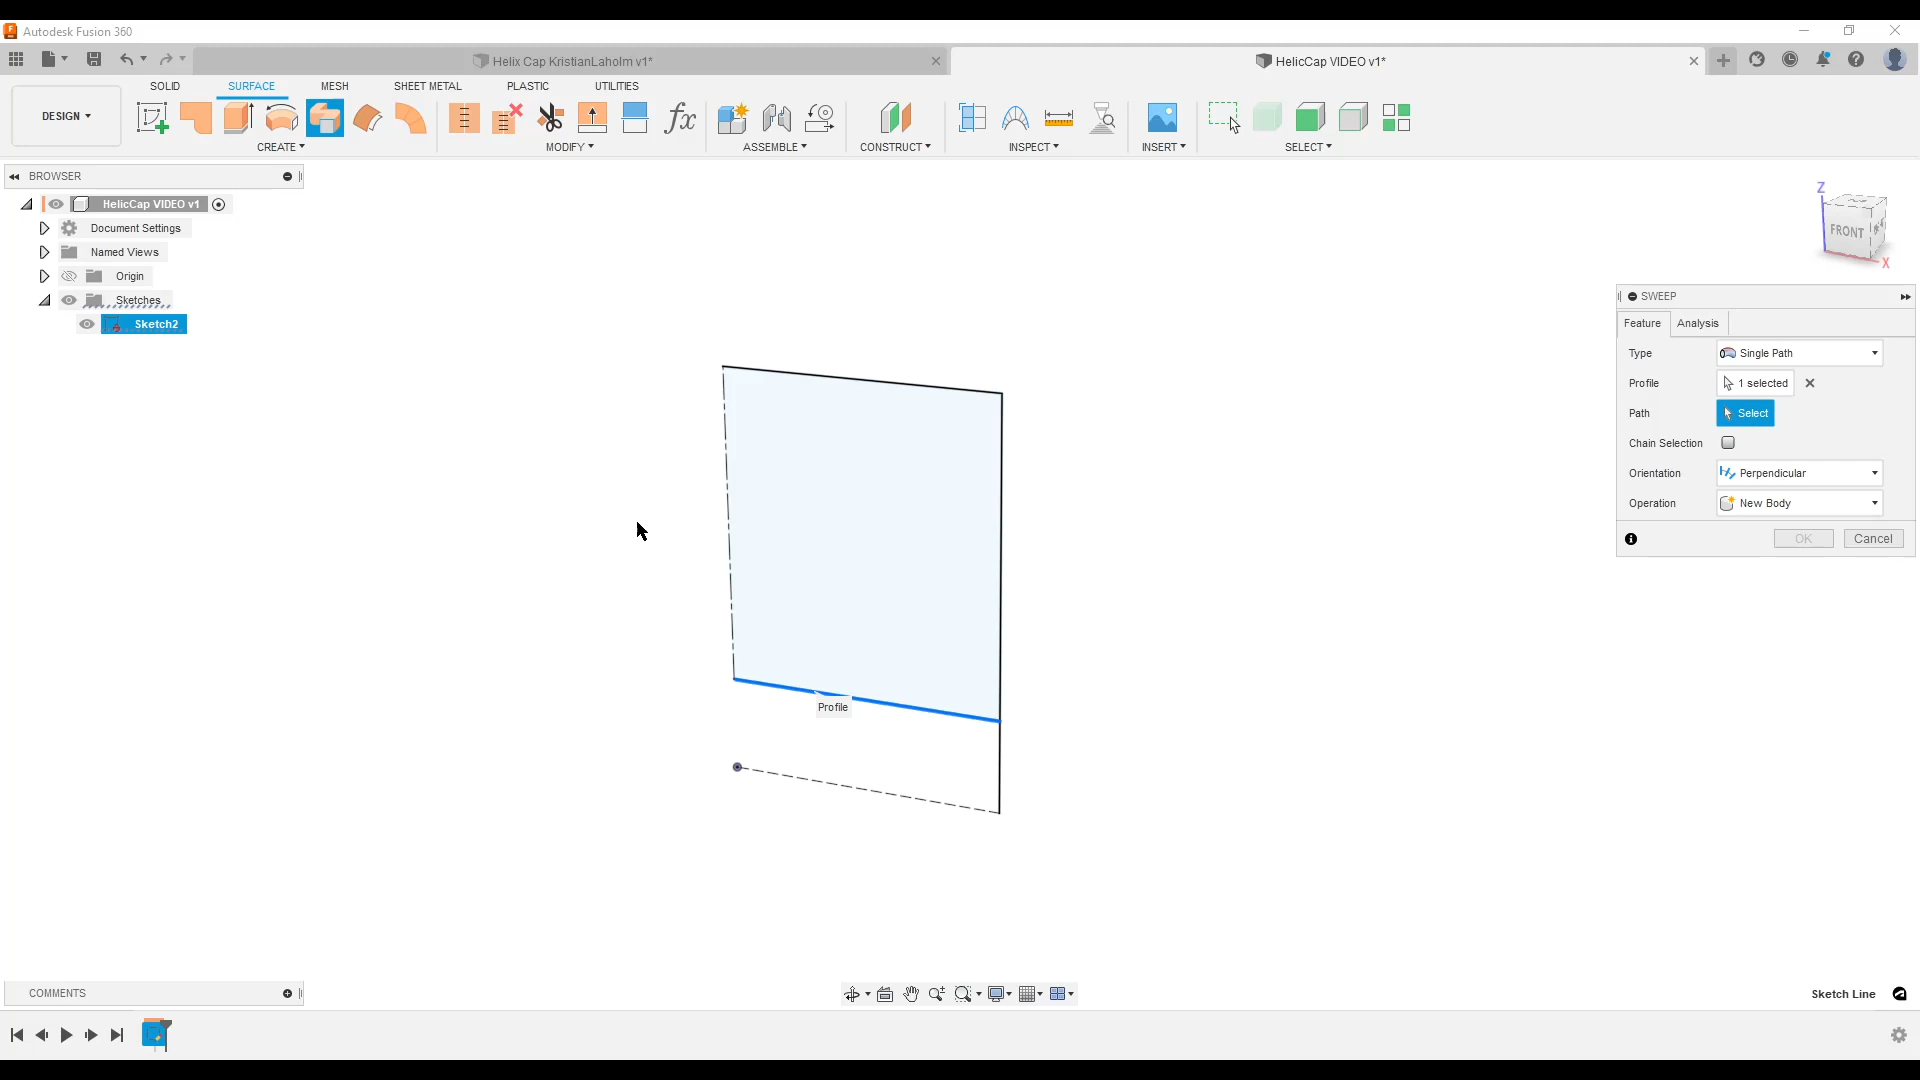 Autodesk Fusion 360
Helix Cap KristianLaholm v1*
HelicCap VIDEO v1*
SOLID
SURFACE
MESH
SHEET METAL
PLASTIC
UTILITIES
DESIGN
CREATE
MODIFY
ASSEMBLE
CONSTRUCT
INSPECT
INSERT
SELECT
BROWSER
HelicCap VIDEO v1
Document Settings
Named Views
Origin
Sketches
Sketch2
Z
FRONT
X
SWEEP
Feature
Analysis
Type
Single Path
Profile
1 selected
Path
Select
Chain Selection
Orientation
Perpendicular
Operation
New Body
OK
Cancel
Profile
COMMENTS
Sketch Line